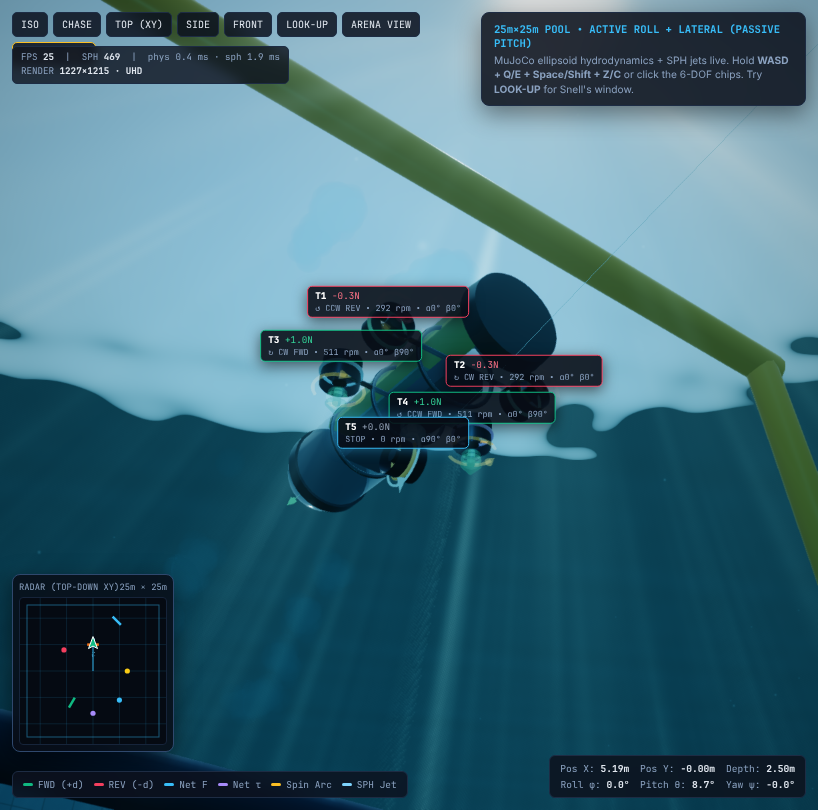 ISO CHASE TOP (XY) SIDE FRONT LOOK-UP ARENA VIEW
FPS 25 | SPH 469 | phys 0.4 ms · sph 1.9 ms
RENDER 1227×1215 · UHD
25m×25m POOL • ACTIVE ROLL + LATERAL (PASSIVE
PITCH)
MuJoCo ellipsoid hydrodynamics + SPH jets live. Hold WASD
+ Q/E + Space/Shift + Z/C or click the 6-DOF chips. Try
LOOK-UP for Snell's window.
T1 -0.3N
↺ CCW REV • 292 rpm • α0° β0°
T3 +1.0N
↻ CW FWD • 511 rpm • α0° β90°
T2 -0.3N
↻ CW REV • 292 rpm • α0° β0°
T4 +1.0N
↺ CCW FWD • 511 rpm • α0° β90°
T5 +0.0N
STOP • 0 rpm • α90° β0°
RADAR (TOP-DOWN XY) 25m × 25m
FWD (+d) REV (-d) Net F Net τ Spin Arc SPH Jet
Pos X: 5.19m Pos Y: -0.00m Depth: 2.50m
Roll φ: 0.0° Pitch θ: 8.7° Yaw ψ: -0.0°